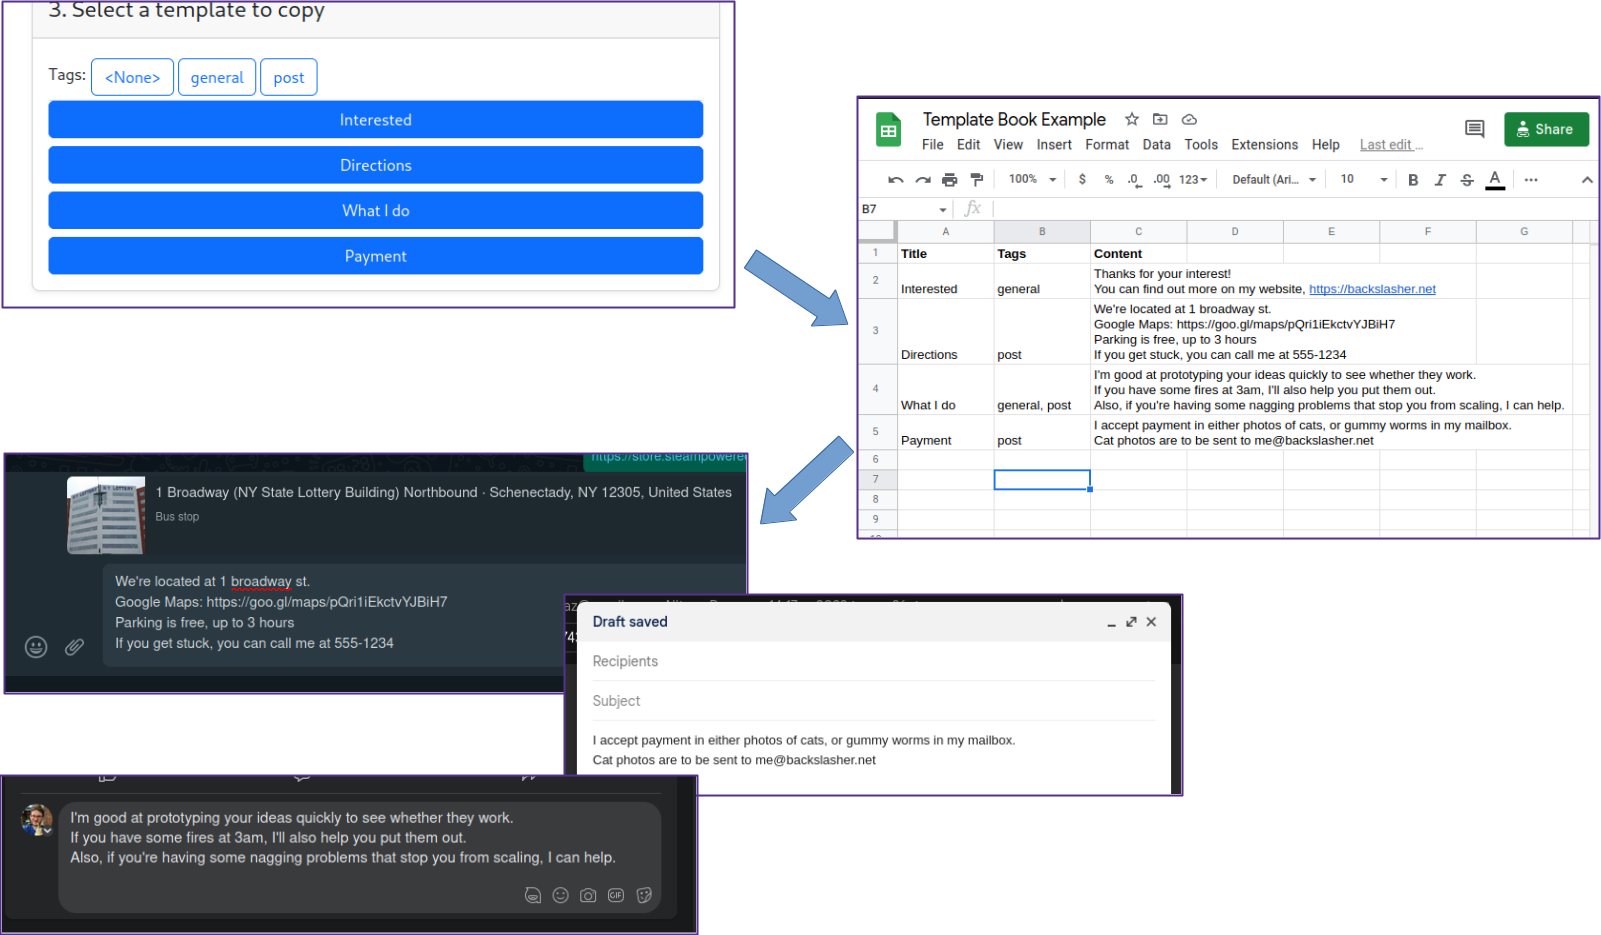 3. Select a template to copy
Tags: <None> general post
Interested
Directions
What I do
Payment
Template Book Example
Share
File Edit View Insert Format Data Tools Extensions Help Last edit ...
100% $ % .0 .00 123 Default (Ari... 10 B I S A ...
B7 fx
A B C D E F G
1 Title Tags Content
2 Interested general Thanks for your interest!
You can find out more on my website, https://backslasher.net
3 Directions post We're located at 1 broadway st.
Google Maps: https://goo.gl/maps/pQri1iEkctvYJBiH7
Parking is free, up to 3 hours
If you get stuck, you can call me at 555-1234
4 What I do general, post I'm good at prototyping your ideas quickly to see whether they work.
If you have some fires at 3am, I'll also help you put them out.
Also, if you're having some nagging problems that stop you from scaling, I can help.
5 Payment post I accept payment in either photos of cats, or gummy worms in my mailbox.
Cat photos are to be sent to me@backslasher.net
6
7
8
9
https://store.steampowere
1 Broadway (NY State Lottery Building) Northbound · Schenectady, NY 12305, United States
Bus stop
We're located at 1 broadway st.
Google Maps: https://goo.gl/maps/pQri1iEkctvYJBiH7
Parking is free, up to 3 hours
If you get stuck, you can call me at 555-1234
Draft saved
Recipients
Subject
I accept payment in either photos of cats, or gummy worms in my mailbox.
Cat photos are to be sent to me@backslasher.net
I'm good at prototyping your ideas quickly to see whether they work.
If you have some fires at 3am, I'll also help you put them out.
Also, if you're having some nagging problems that stop you from scaling, I can help.
GIF